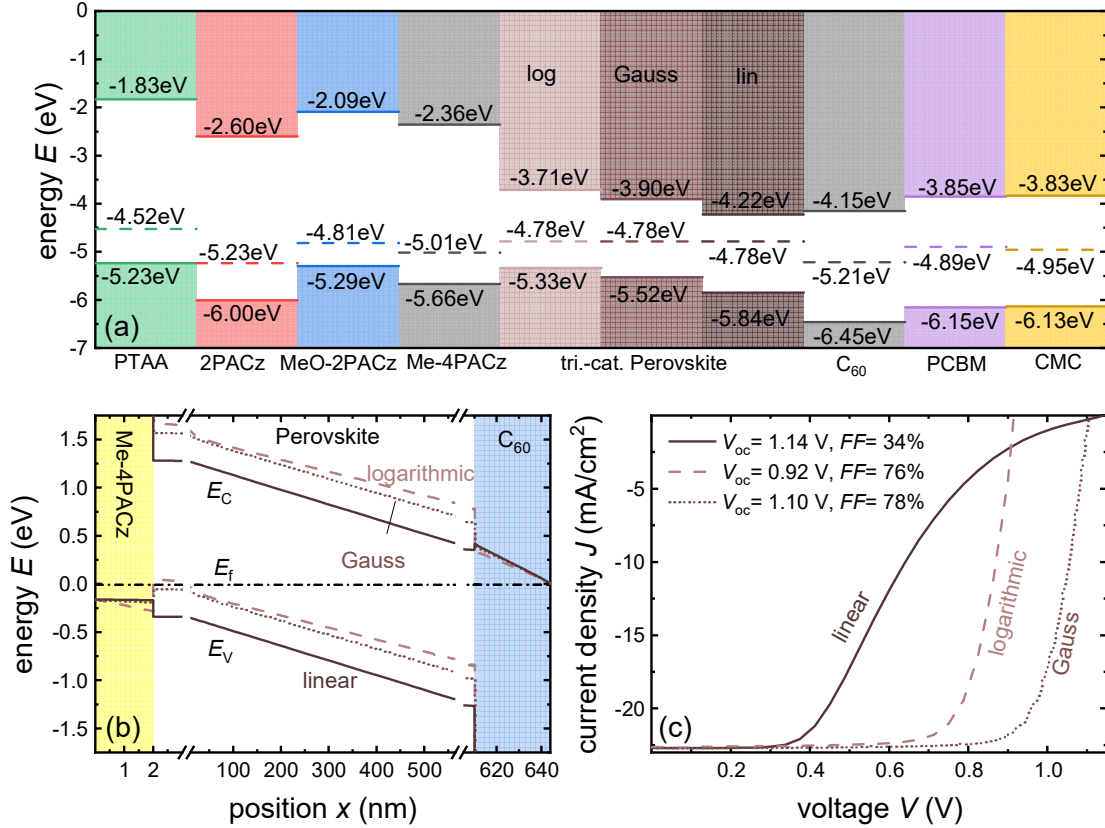 0
-1
-2
-3
-4
-5
-6
-7
energy E (eV)
log
Gauss
lin
-1.83eV
-2.60eV
-2.09eV
-2.36eV
-3.71eV
-3.90eV
-4.22eV
-4.15eV
-3.85eV
-3.83eV
-4.52eV
-5.23eV
-4.81eV
-5.01eV
-4.78eV
-4.78eV
-4.78eV
-5.21eV
-4.89eV
-4.95eV
-5.23eV
-6.00eV
-5.29eV
-5.66eV
-5.33eV
-5.52eV
-5.84eV
-6.45eV
-6.15eV
-6.13eV
(a)
PTAA
2PACz
MeO-2PACz
Me-4PACz
tri.-cat. Perovskite
C60
PCBM
CMC
1.5
1.0
0.5
0.0
-0.5
-1.0
-1.5
energy E (eV)
Me-4PACz
Perovskite
C60
logarithmic
EC
Gauss
Ef
EV
linear
(b)
1
2
100
200
300
400
500
620
640
position x (nm)
Voc= 1.14 V, FF= 34%
Voc= 0.92 V, FF= 76%
Voc= 1.10 V, FF= 78%
-5
-10
-15
-20
current density J (mA/cm2)
linear
logarithmic
Gauss
(c)
0.2
0.4
0.6
0.8
1.0
voltage V (V)